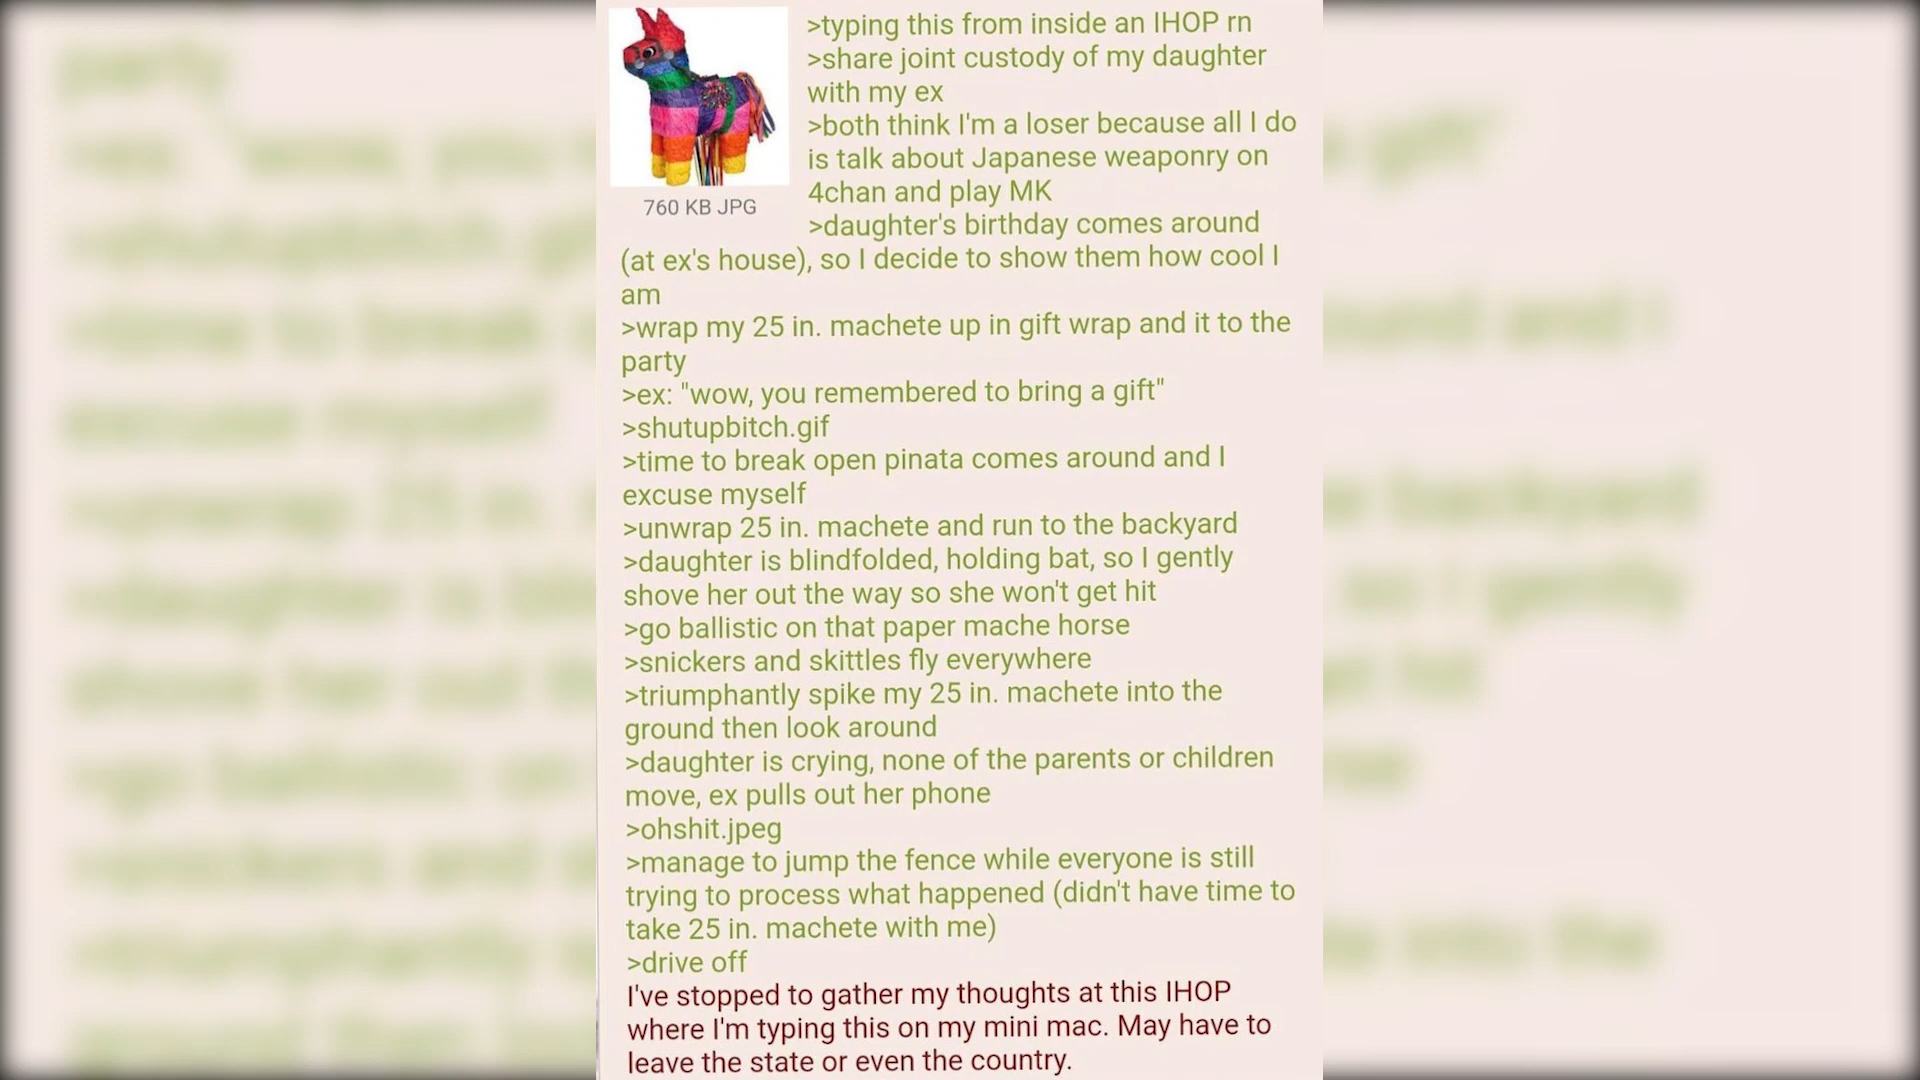 >typing this from inside an IHOP rn
>share joint custody of my daughter
with my ex
>both think I'm a loser because all I do
is talk about Japanese weaponry on
4chan and play MK
760 KB JPG
>daughter's birthday comes around
(at ex's house), so I decide to show them how cool I
am
>wrap my 25 in. machete up in gift wrap and it to the
party
>ex: "wow, you remembered to bring a gift"
>shutupbitch.gif
>time to break open pinata comes around and I
excuse myself
>unwrap 25 in. machete and run to the backyard
>daughter is blindfolded, holding bat, so I gently
shove her out the way so she won't get hit
>go ballistic on that paper mache horse
>snickers and skittles fly everywhere
>triumphantly spike my 25 in. machete into the
ground then look around
>daughter is crying, none of the parents or children
move, ex pulls out her phone
>ohshit.jpeg
>manage to jump the fence while everyone is still
trying to process what happened (didn't have time to
take 25 in. machete with me)
>drive off
I've stopped to gather my thoughts at this IHOP
where I'm typing this on my mini mac. May have to
leave the state or even the country.